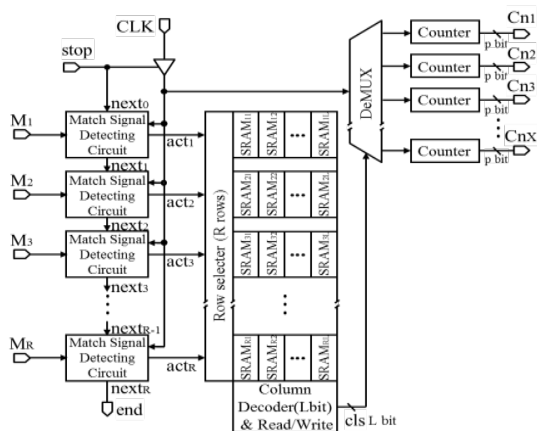 CLK
stop
next0
M1
Match Signal
Detecting
Circuit
act1
next1
M2
Match Signal
Detecting
Circuit
act2
next2
M3
Match Signal
Detecting
Circuit
act3
next3
nextR-1
MR
Match Signal
Detecting
Circuit
actR
nextR
end
Row selecter (R rows)
SRAM11
SRAM12
SRAM1L
SRAM21
SRAM22
SRAM2L
SRAM31
SRAM32
SRAM3L
SRAMR1
SRAMR2
SRAMRL
Column
Decoder(Lbit)
& Read/Write
cls L bit
DeMUX
Counter
p bit
Cn1
Counter
p bit
Cn2
Counter
p bit
Cn3
Counter
p bit
CnX